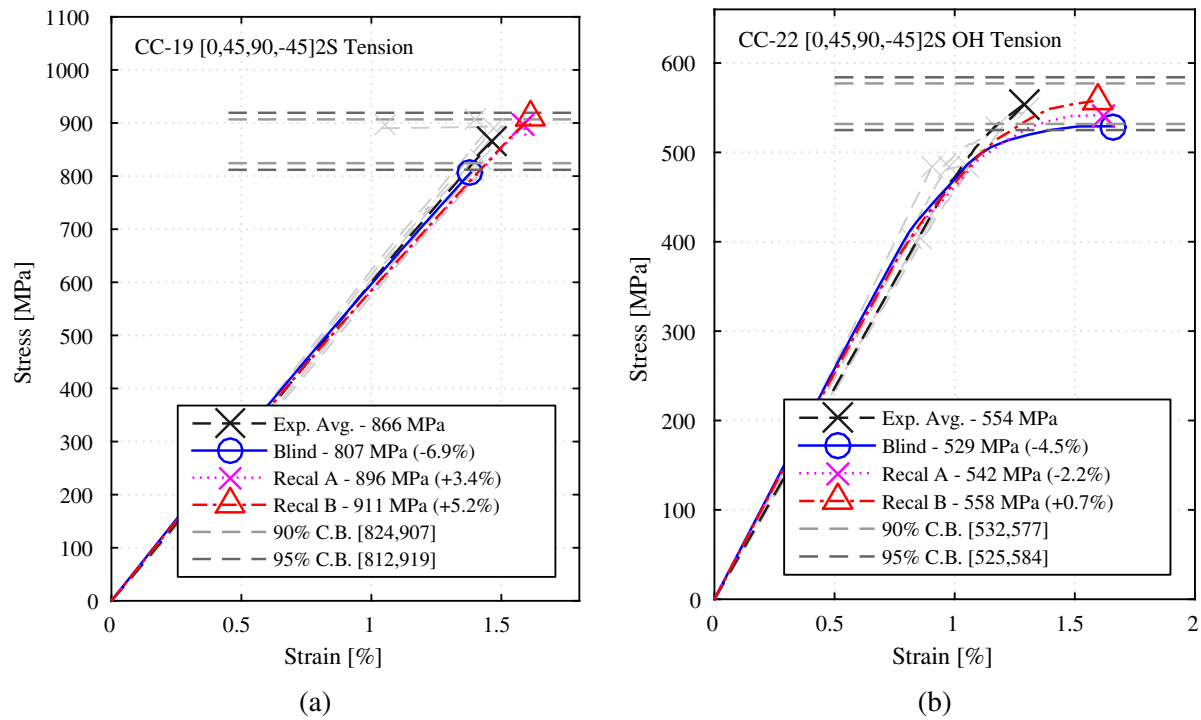 1100
1000
900
800
700
600
500
400
300
200
100
0
Stress [MPa]
CC-19 [0,45,90,-45]2S Tension
Exp. Avg. - 866 MPa
Blind - 807 MPa (-6.9%)
Recal A - 896 MPa (+3.4%)
Recal B - 911 MPa (+5.2%)
90% C.B. [824,907]
95% C.B. [812,919]
0 0.5 1 1.5
Strain [%]
(a)
600
500
400
300
200
100
0
Stress [MPa]
CC-22 [0,45,90,-45]2S OH Tension
Exp. Avg. - 554 MPa
Blind - 529 MPa (-4.5%)
Recal A - 542 MPa (-2.2%)
Recal B - 558 MPa (+0.7%)
90% C.B. [532,577]
95% C.B. [525,584]
0 0.5 1 1.5 2
Strain [%]
(b)